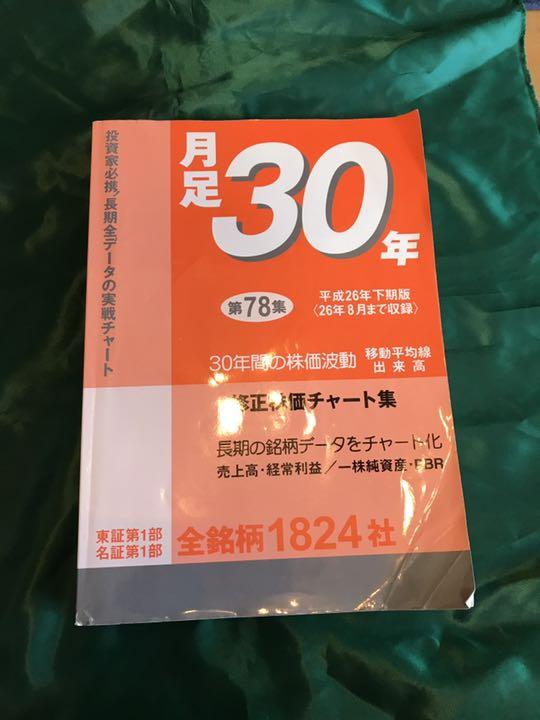 投資家必携/長期全データの実戦チャート
月足30年
第78集
平成26年下期版
〈26年8月まで収録〉
30年間の株価波動 移動平均線
出来高
修正株価チャート集
長期の銘柄データをチャート化
売上高・経常利益/一株純資産・PBR
東証第1部
名証第1部
全銘柄1824社